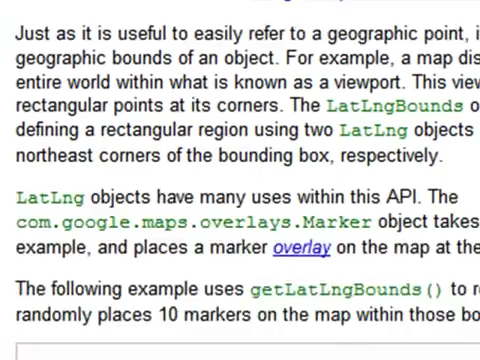 Just as it is useful to easily refer to a geographic point,
geographic bounds of an object. For example, a map
entire world within what is known as a viewport. This
rectangular points at its corners. The LatLngBounds
defining a rectangular region using two LatLng objects
northeast corners of the bounding box, respectively.
LatLng objects have many uses within this API. The
com.google.maps.overlays.Marker object takes
example, and places a marker overlay on the map at the
The following example uses getLatLngBounds() to
randomly places 10 markers on the map within those